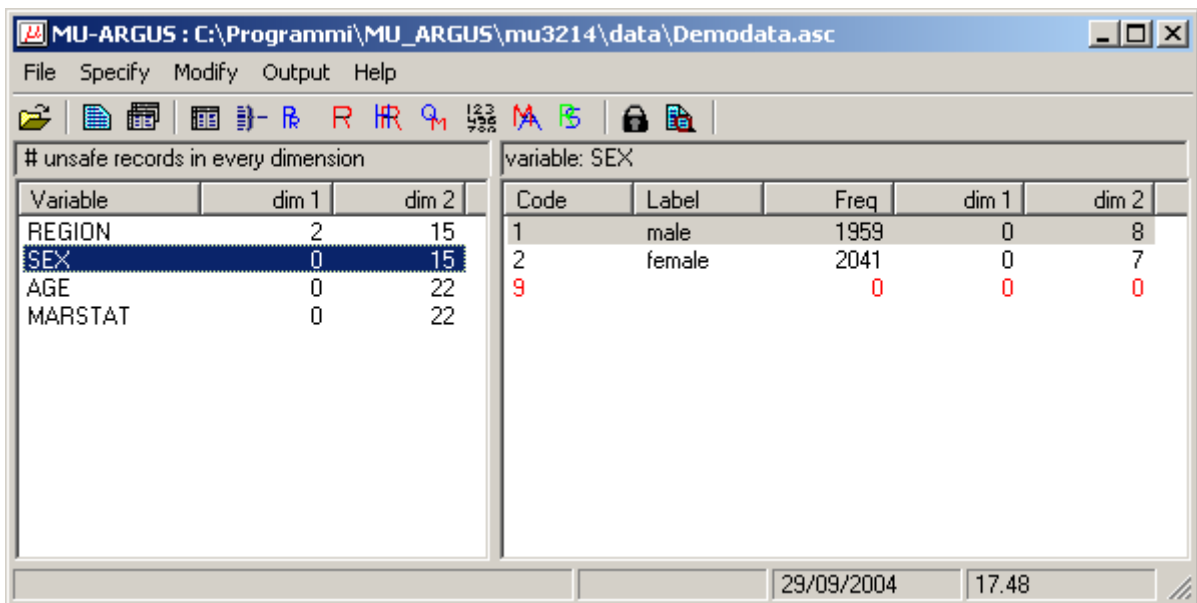 MU-ARGUS : C:\Programmi\MU_ARGUS\mu3214\data\Demodata.asc
File Specify Modify Output Help
# unsafe records in every dimension
Variable dim 1 dim 2
REGION 2 15
SEX 0 15
AGE 0 22
MARSTAT 0 22
variable: SEX
Code Label Freq dim 1 dim 2
1 male 1959 0 8
2 female 2041 0 7
9 0 0 0
29/09/2004 17.48